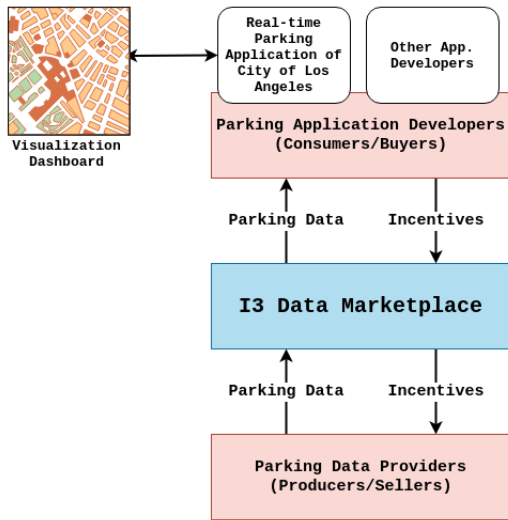 Real-time
Parking
Application of
City of Los
Angeles
Other App.
Developers
Visualization
Dashboard
Parking Application Developers
(Consumers/Buyers)
Parking Data
Incentives
I3 Data Marketplace
Parking Data
Incentives
Parking Data Providers
(Producers/Sellers)